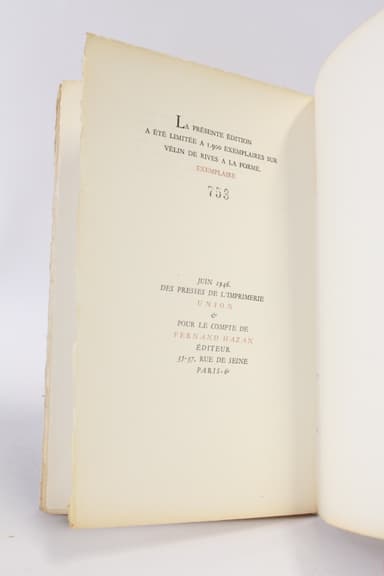 LA PRÉSENTE ÉDITION
A ÉTÉ LIMITÉE A 1.900 EXEMPLAIRES SUR
VÉLIN DE RIVES A LA FORME.
EXEMPLAIRE
753
JUIN 1946.
DES PRESSES DE L'IMPRIMERIE
UNION
&
POUR LE COMPTE DE
FERNAND HAZAN
ÉDITEUR
35-37, RUE DE SEINE
PARIS-6